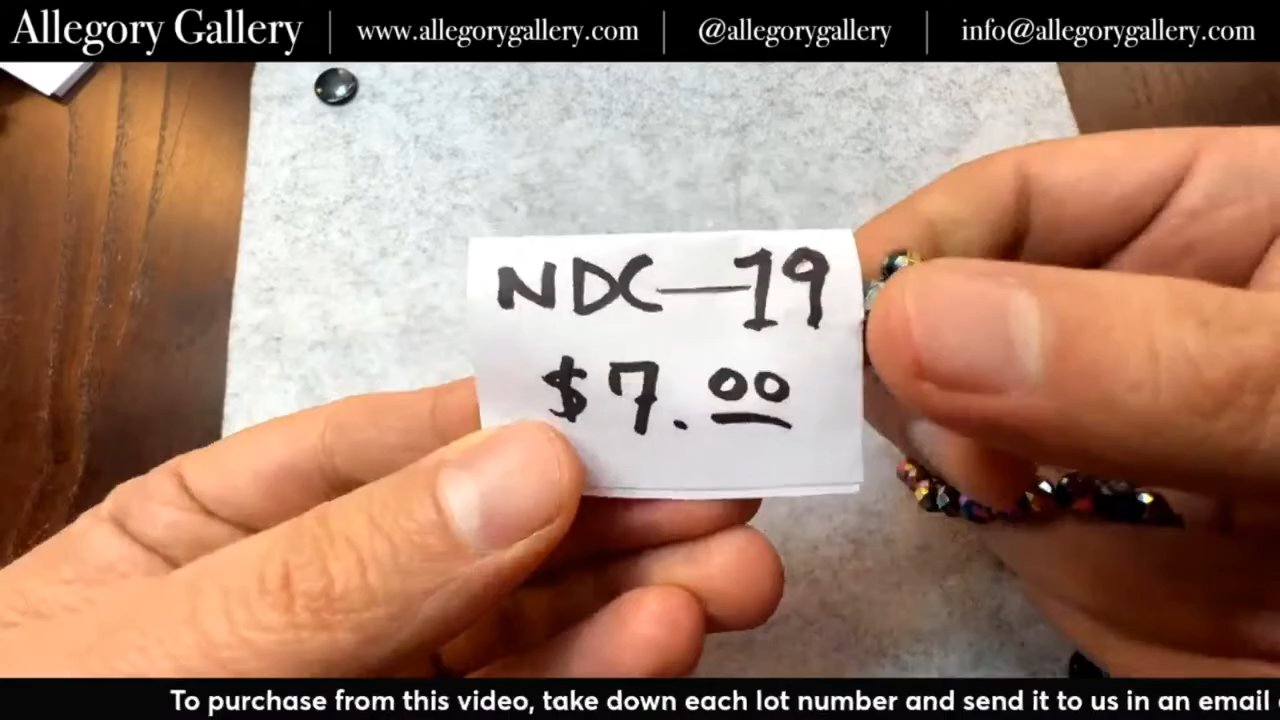 Allegory Gallery | www.allegorygallery.com | @allegorygallery | info@allegorygallery.com
NDC—19
$7.00
To purchase from this video, take down each lot number and send it to us in an email